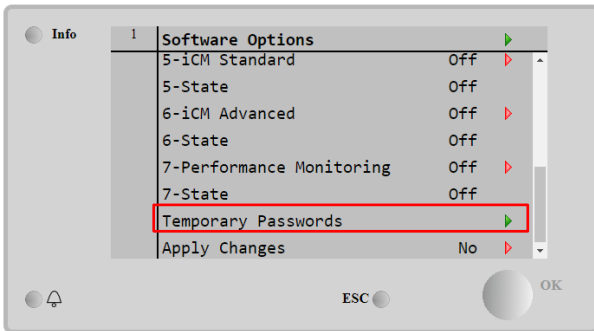 Info
1 Software Options
5-iCM Standard Off
5-State Off
6-iCM Advanced Off
6-State Off
7-Performance Monitoring Off
7-State Off
Temporary Passwords
Apply Changes No
ESC
OK